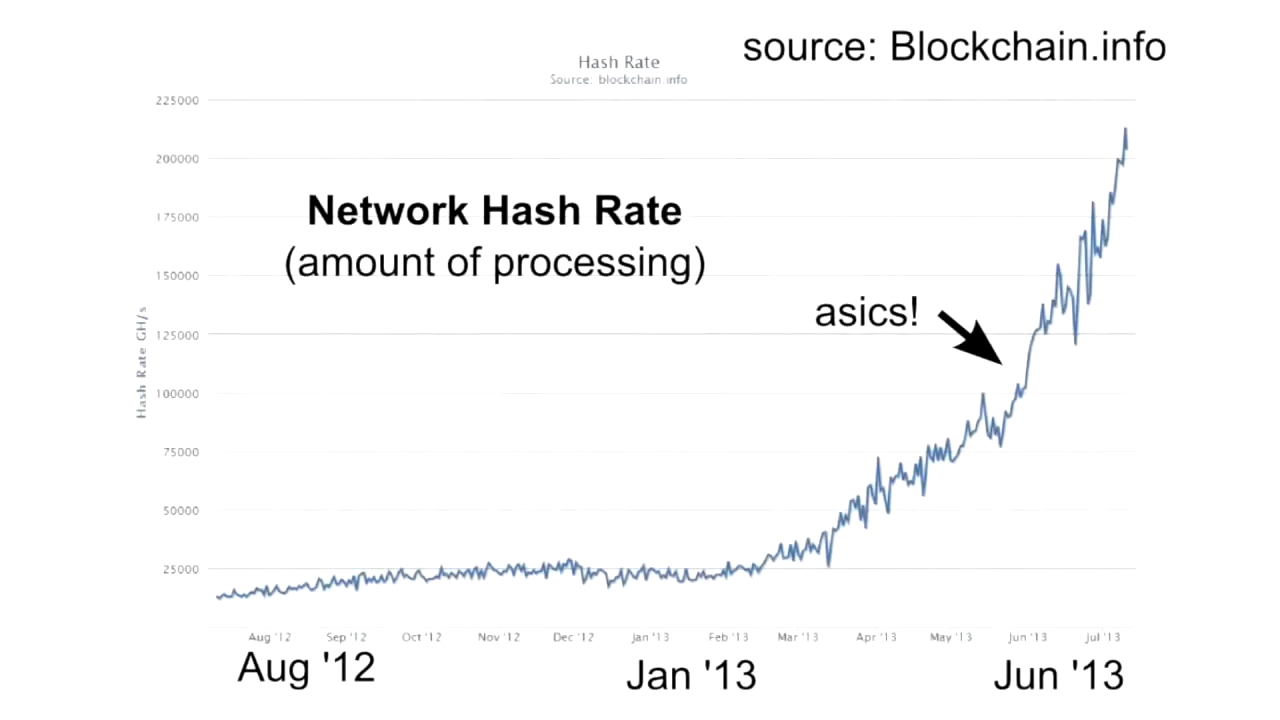 source: Blockchain.info
Hash Rate
Source: blockchain.info
225000
200000
Network Hash Rate
175000
(amount of processing)
150000
asics!
125000
Hash Rate GH/s
100000
75000
50000
25000
Aug '12 Sep '12 Oct '12 Nov '12 Dec '12 Jan '13 Feb '13 Mar '13 Apr '13 May '13 Jun '13 Jul '13
Aug '12 Jan '13 Jun '13